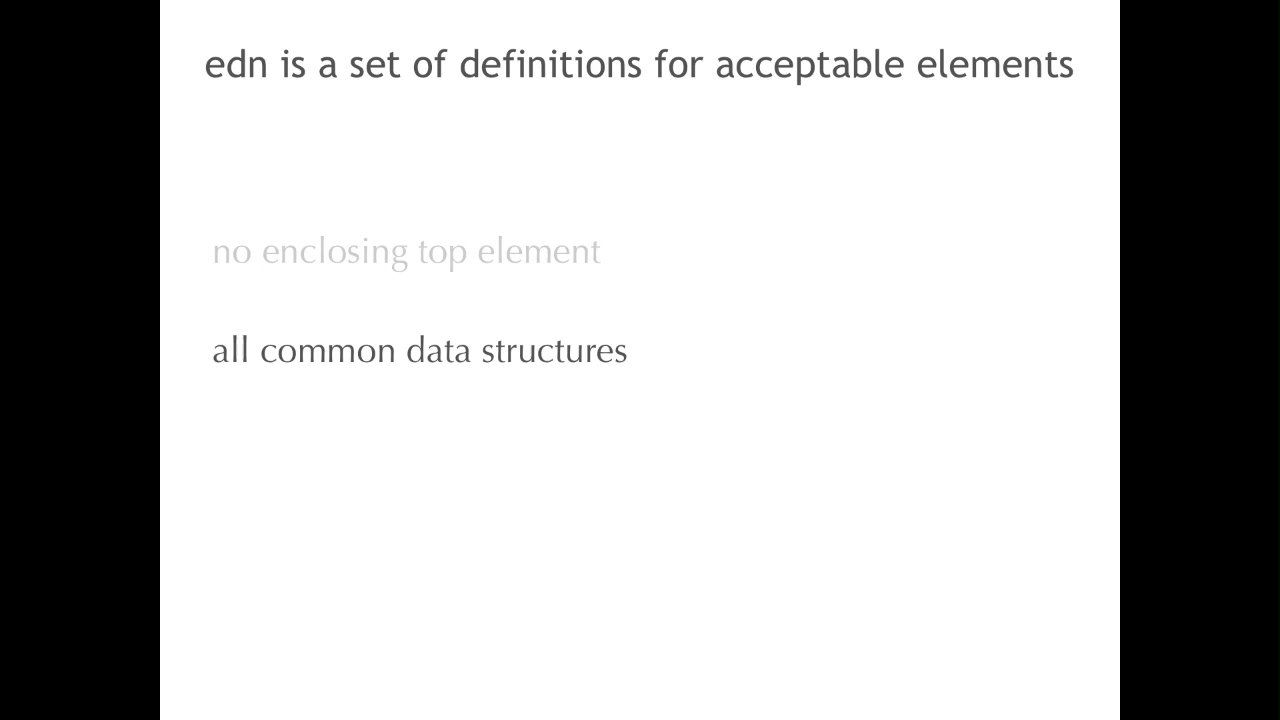 edn is a set of definitions for acceptable elements
no enclosing top element
all common data structures